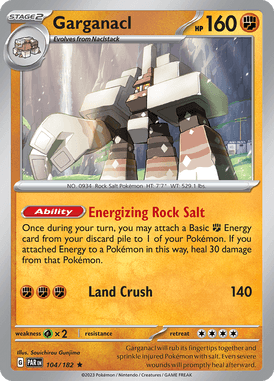 STAGE2 Garganacl HP 160
Evolves from Naclstack
NO. 0934 Rock Salt Pokémon HT: 7'7" WT: 529.1 lbs.
Ability Energizing Rock Salt
Once during your turn, you may attach a Basic Energy
card from your discard pile to 1 of your Pokémon. If you
attached Energy to a Pokémon in this way, heal 30 damage
from that Pokémon.
Land Crush 140
weakness ×2 resistance retreat
Illus. Souichirou Gunjima
G PAR EN 104/182 ★
Garganacl will rub its fingertips together and
sprinkle injured Pokémon with salt. Even severe
wounds will promptly heal afterward.
©2023 Pokémon / Nintendo / Creatures / GAME FREAK